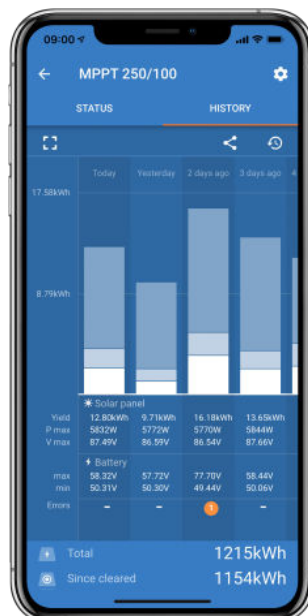 09:00
MPPT 250/100
STATUS HISTORY
Today Yesterday 2 days ago 3 days ago 4
17.58kWh
8.79kWh
Solar panel
Yield 12.80kWh 9.71kWh 16.18kWh 13.65kWh
P max 5832W 5772W 5770W 5844W
V max 87.49V 86.59V 86.54V 87.66V
Battery
max 58.32V 57.72V 77.70V 58.44V
min 50.31V 50.30V 49.44V 50.06V
Errors – – 1 –
Total 1215kWh
Since cleared 1154kWh